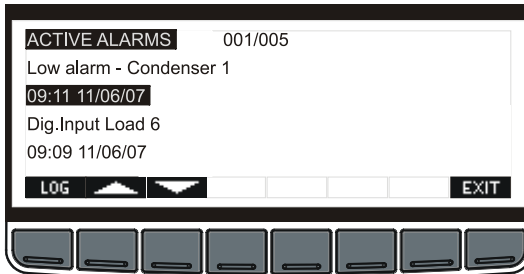 ACTIVE ALARMS 001/005
Low alarm - Condenser 1
09:11 11/06/07
Dig.Input Load 6
09:09 11/06/07
LOG EXIT